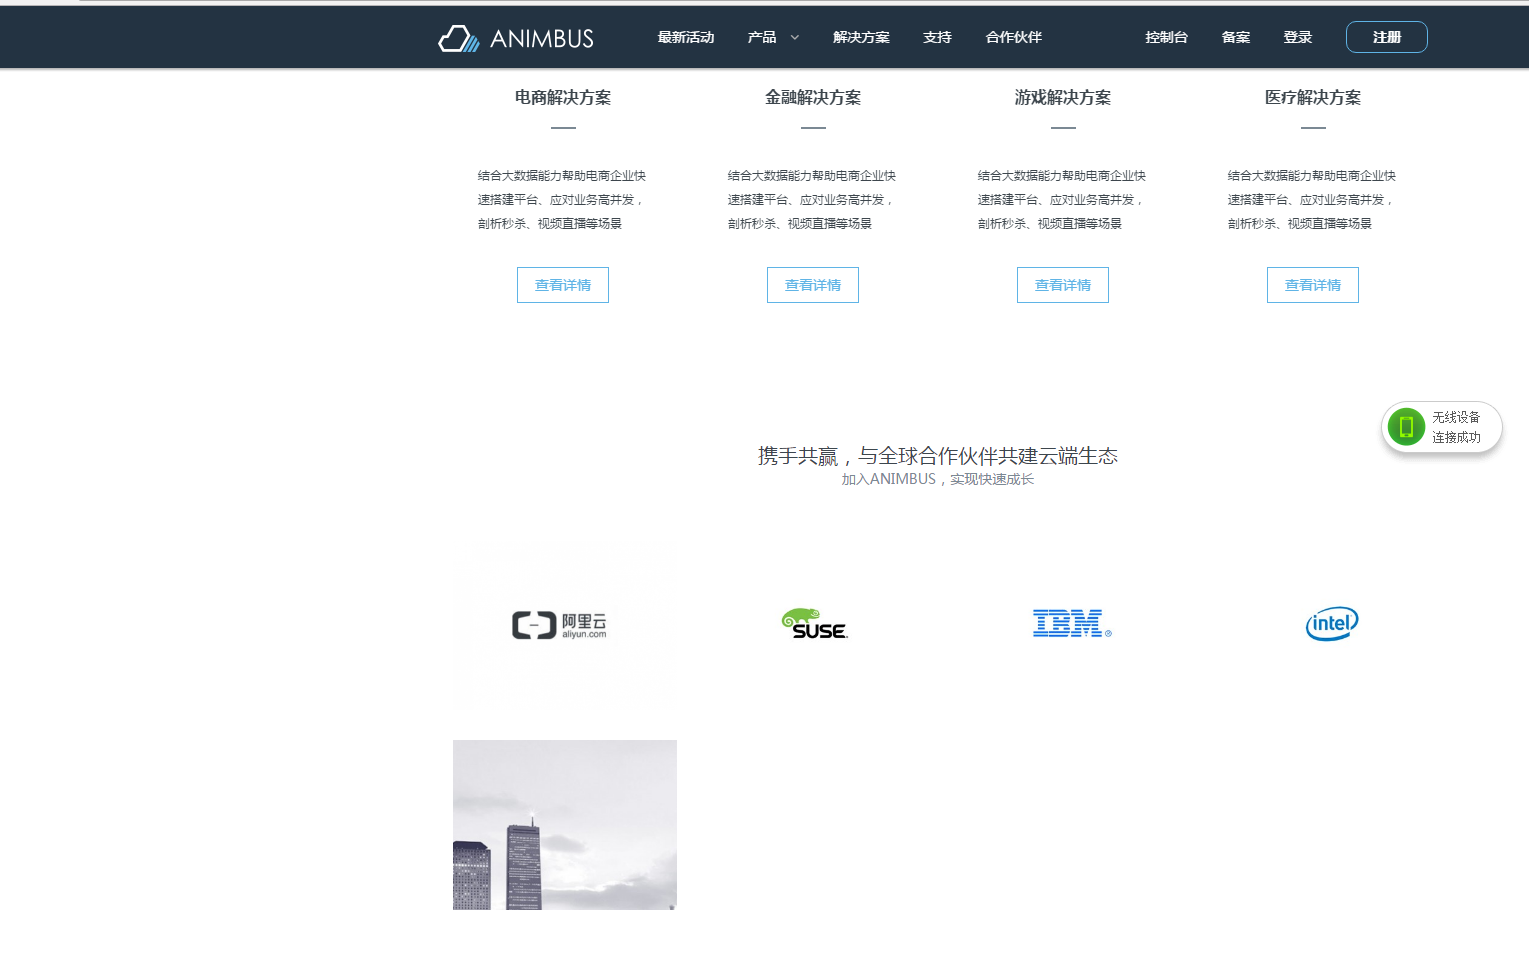 ANIMBUS 最新活动 产品 解决方案 支持 合作伙伴 控制台 备案 登录 注册
电商解决方案 金融解决方案 游戏解决方案 医疗解决方案
结合大数据能力帮助电商企业快
速搭建平台、应对业务高并发，
剖析秒杀、视频直播等场景
结合大数据能力帮助电商企业快
速搭建平台、应对业务高并发，
剖析秒杀、视频直播等场景
结合大数据能力帮助电商企业快
速搭建平台、应对业务高并发，
剖析秒杀、视频直播等场景
结合大数据能力帮助电商企业快
速搭建平台、应对业务高并发，
剖析秒杀、视频直播等场景
查看详情 查看详情 查看详情 查看详情
无线设备
连接成功
携手共赢，与全球合作伙伴共建云端生态
加入ANIMBUS，实现快速成长
阿里云
aliyun.com
SUSE
IBM
intel